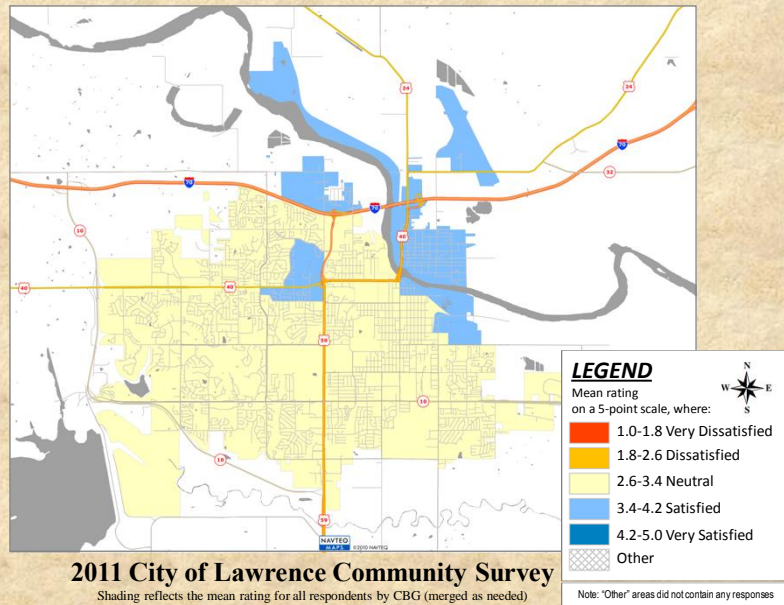 24
24
70
32
70
70
10
40
40
40
59
10
10
59
NAVTEQ
MAPS
©2010 NAVTEQ
LEGEND
Mean rating
on a 5-point scale, where:
N
W E
S
1.0-1.8 Very Dissatisfied
1.8-2.6 Dissatisfied
2.6-3.4 Neutral
3.4-4.2 Satisfied
4.2-5.0 Very Satisfied
Other
2011 City of Lawrence Community Survey
Shading reflects the mean rating for all respondents by CBG (merged as needed)
Note: "Other" areas did not contain any responses